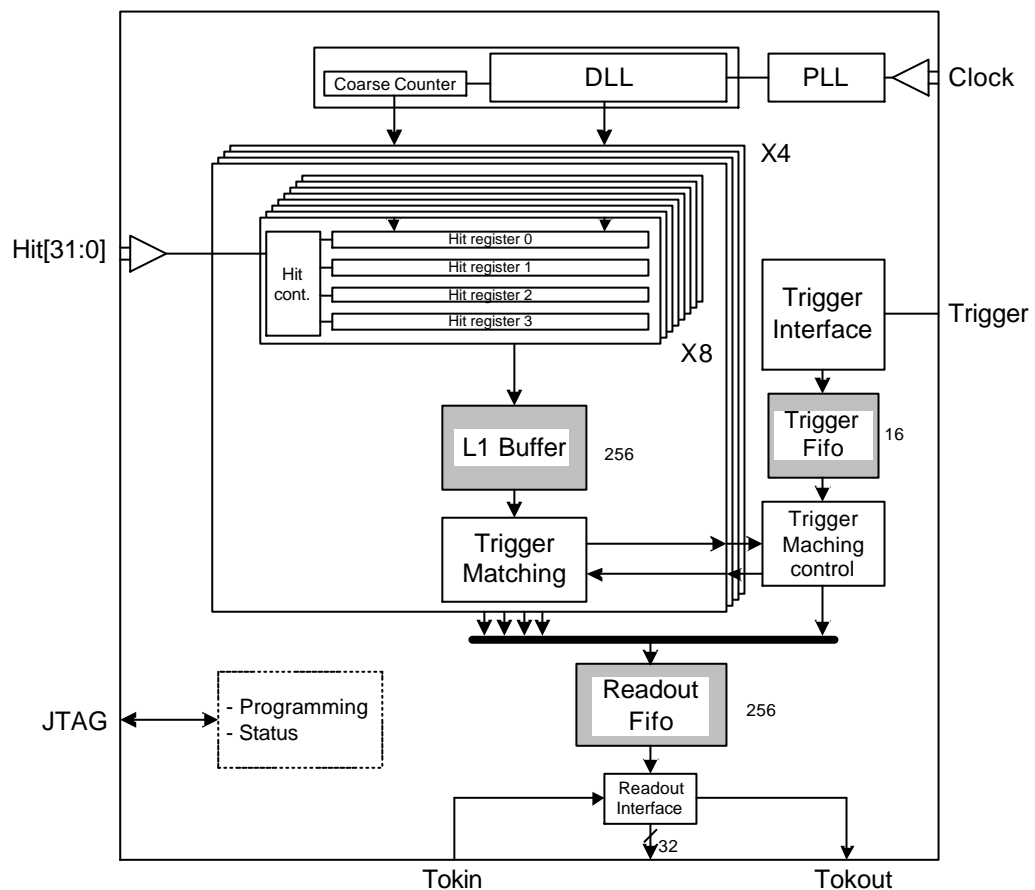 DLL
PLL
Clock
Coarse Counter
X4
Hit[31:0]
Hit register 0
Hit
cont.
Hit register 1
Hit register 2
Hit register 3
X8
Trigger
Interface
Trigger
L1 Buffer
256
Trigger
Fifo
16
Trigger
Matching
Trigger
Maching
control
JTAG
- Programming
- Status
Readout
Fifo
256
Readout
Interface
32
Tokin
Tokout